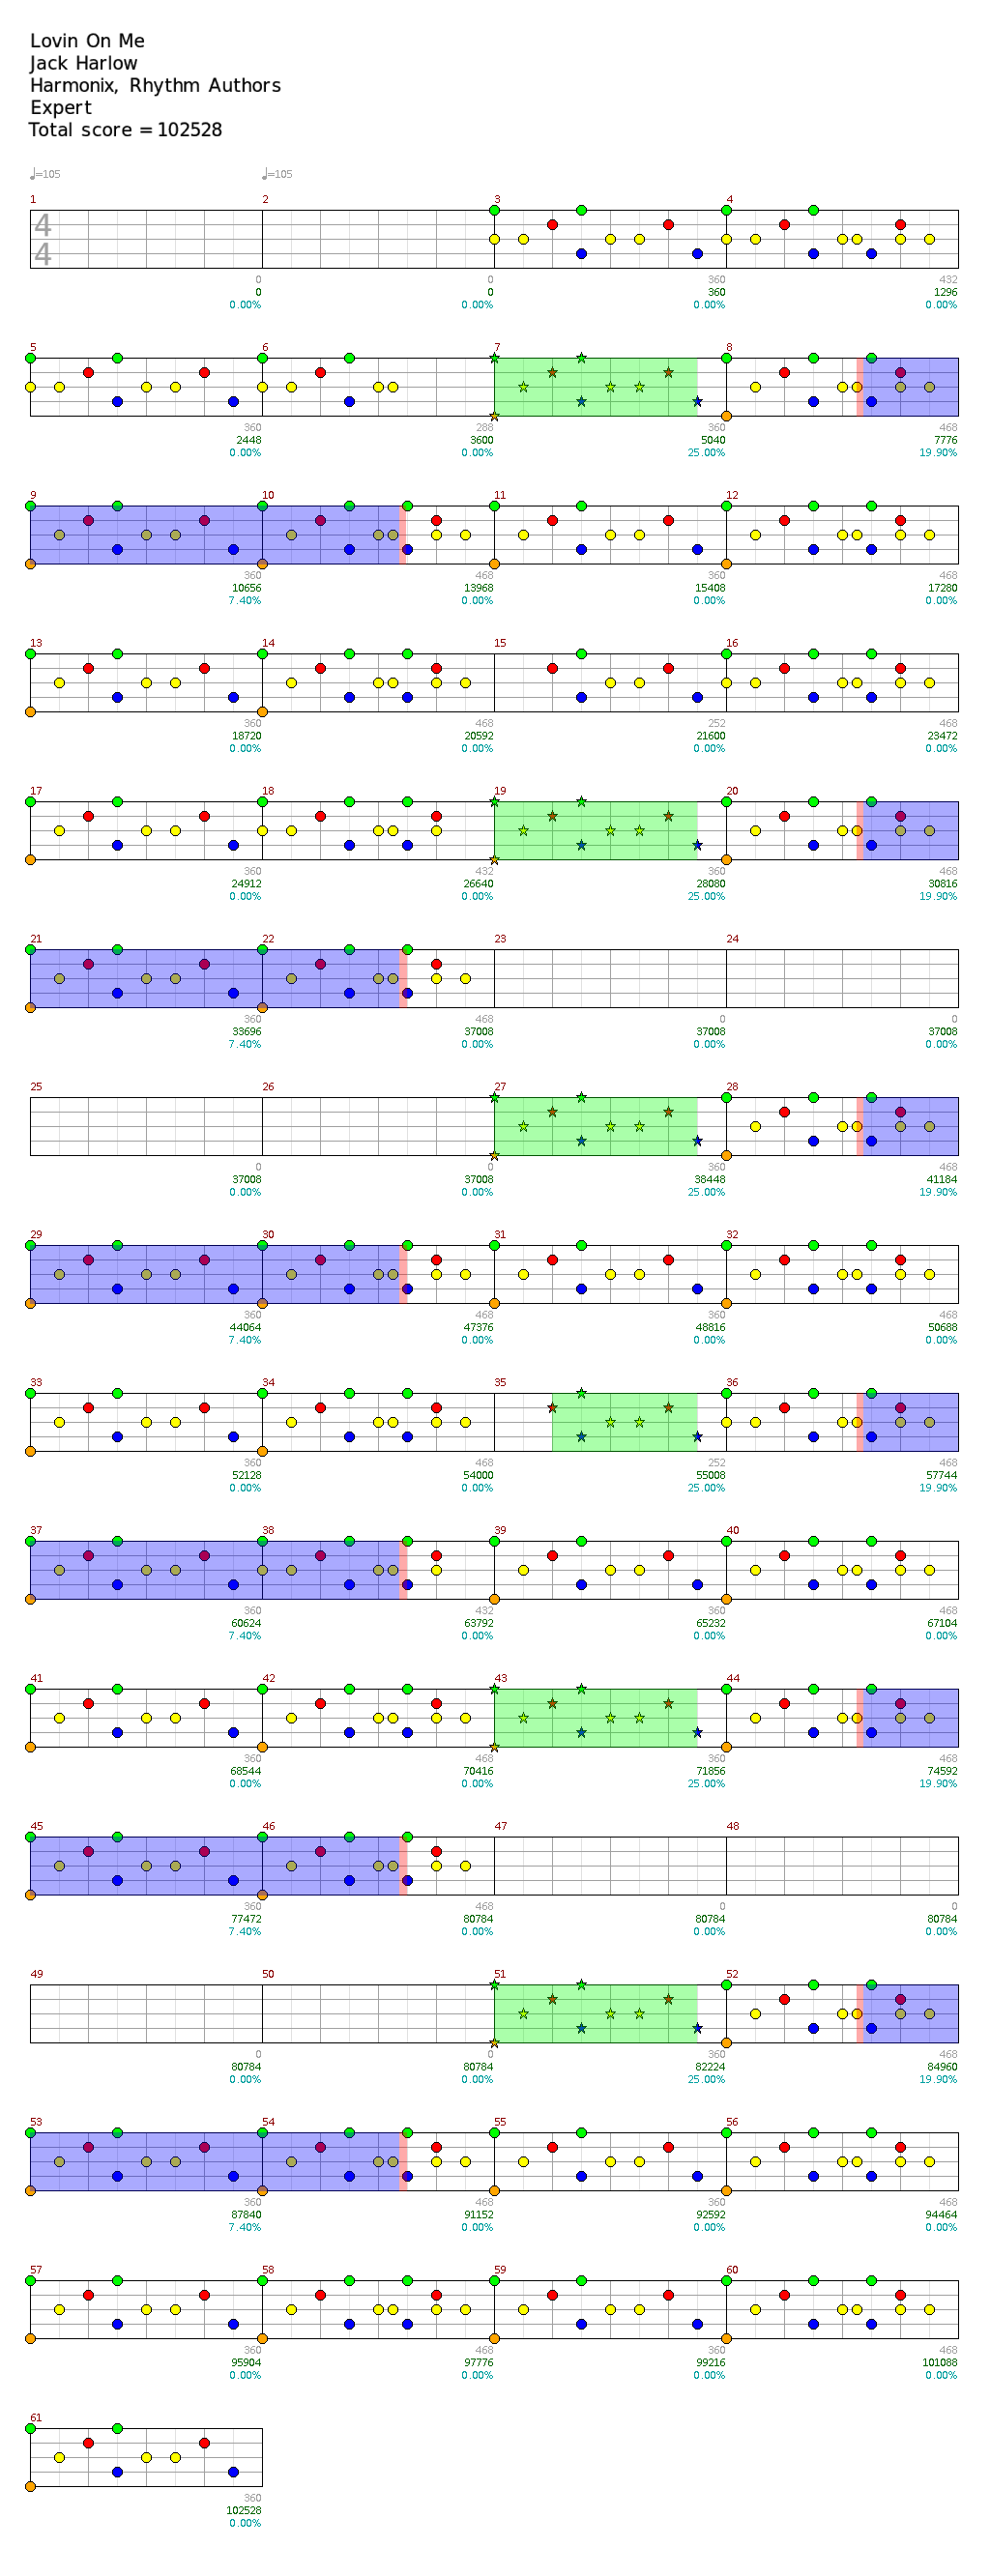 Lovin On Me
Jack Harlow
Harmonix, Rhythm Authors
Expert
Total score = 102528
♩=105 ♩=105
1 2 3 4
4
4
0 0 360 432
0 0 360 1296
0.00% 0.00% 0.00% 0.00%
5 6 7 8
360 288 360 468
2448 3600 5040 7776
0.00% 0.00% 25.00% 19.90%
9 10 11 12
360 468 360 468
10656 13968 15408 17280
7.40% 0.00% 0.00% 0.00%
13 14 15 16
360 468 252 468
18720 20592 21600 23472
0.00% 0.00% 0.00% 0.00%
17 18 19 20
360 432 360 468
24912 26640 28080 30816
0.00% 0.00% 25.00% 19.90%
21 22 23 24
360 468 0 0
33696 37008 37008 37008
7.40% 0.00% 0.00% 0.00%
25 26 27 28
0 0 360 468
37008 37008 38448 41184
0.00% 0.00% 25.00% 19.90%
29 30 31 32
360 468 360 468
44064 47376 48816 50688
7.40% 0.00% 0.00% 0.00%
33 34 35 36
360 468 252 468
52128 54000 55008 57744
0.00% 0.00% 25.00% 19.90%
37 38 39 40
360 432 360 468
60624 63792 65232 67104
7.40% 0.00% 0.00% 0.00%
41 42 43 44
360 468 360 468
68544 70416 71856 74592
0.00% 0.00% 25.00% 19.90%
45 46 47 48
360 468 0 0
77472 80784 80784 80784
7.40% 0.00% 0.00% 0.00%
49 50 51 52
0 0 360 468
80784 80784 82224 84960
0.00% 0.00% 25.00% 19.90%
53 54 55 56
360 468 360 468
87840 91152 92592 94464
7.40% 0.00% 0.00% 0.00%
57 58 59 60
360 468 360 468
95904 97776 99216 101088
0.00% 0.00% 0.00% 0.00%
61
360
102528
0.00%